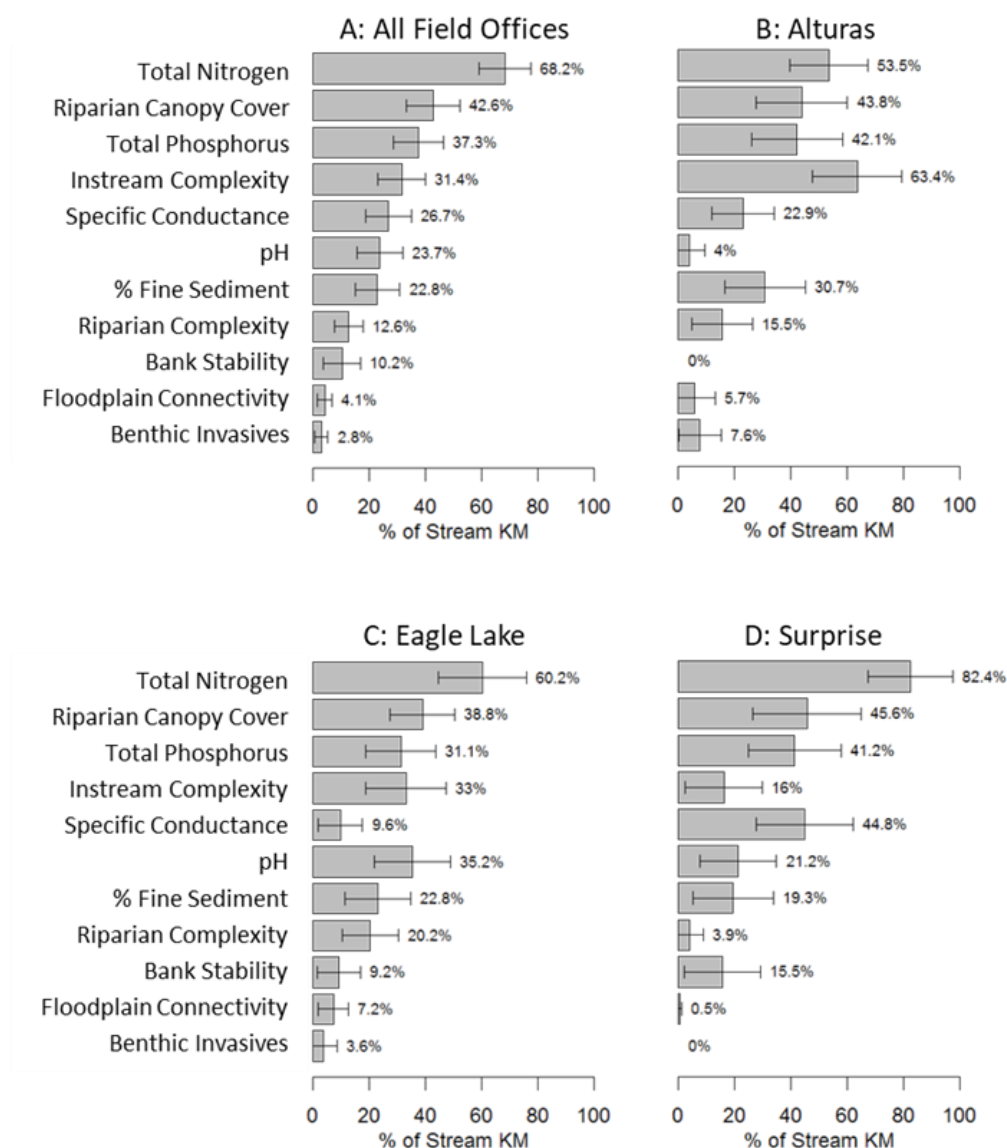 A: All Field Offices
B: Alturas
Total Nitrogen 68.2% 53.5%
Riparian Canopy Cover 42.6% 43.8%
Total Phosphorus 37.3% 42.1%
Instream Complexity 31.4% 63.4%
Specific Conductance 26.7% 22.9%
pH 23.7% 4%
% Fine Sediment 22.8% 30.7%
Riparian Complexity 12.6% 15.5%
Bank Stability 10.2% 0%
Floodplain Connectivity 4.1% 5.7%
Benthic Invasives 2.8% 7.6%
0 20 40 60 80 100 0 20 40 60 80 100
% of Stream KM % of Stream KM
C: Eagle Lake
D: Surprise
Total Nitrogen 60.2% 82.4%
Riparian Canopy Cover 38.8% 45.6%
Total Phosphorus 31.1% 41.2%
Instream Complexity 33% 16%
Specific Conductance 9.6% 44.8%
pH 35.2% 21.2%
% Fine Sediment 22.8% 19.3%
Riparian Complexity 20.2% 3.9%
Bank Stability 9.2% 15.5%
Floodplain Connectivity 7.2% 0.5%
Benthic Invasives 3.6% 0%
0 20 40 60 80 100 0 20 40 60 80 100
% of Stream KM % of Stream KM